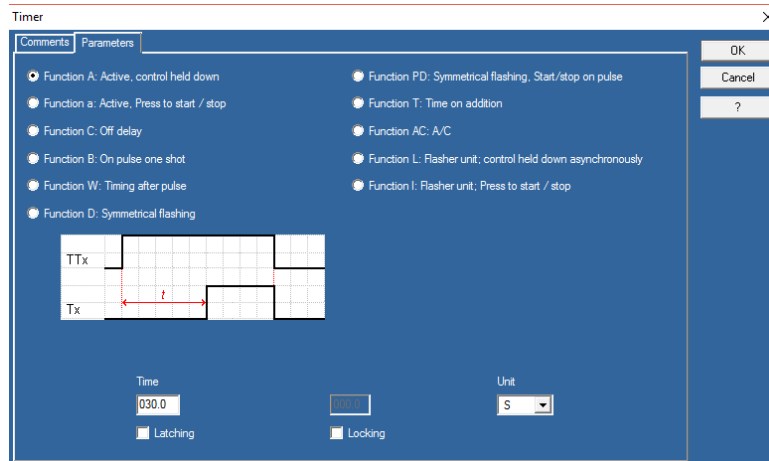 Timer
Comments Parameters
OK
Cancel
?
Function A: Active, control held down
Function a: Active, Press to start / stop
Function C: Off delay
Function B: On pulse one shot
Function W: Timing after pulse
Function D: Symmetrical flashing
Function PD: Symmetrical flashing, Start/stop on pulse
Function T: Time on addition
Function AC: A/C
Function L: Flasher unit; control held down asynchronously
Function I: Flasher unit; Press to start / stop
TTx
t
Tx
Time
Unit
030.0
000.0
S
Latching
Locking